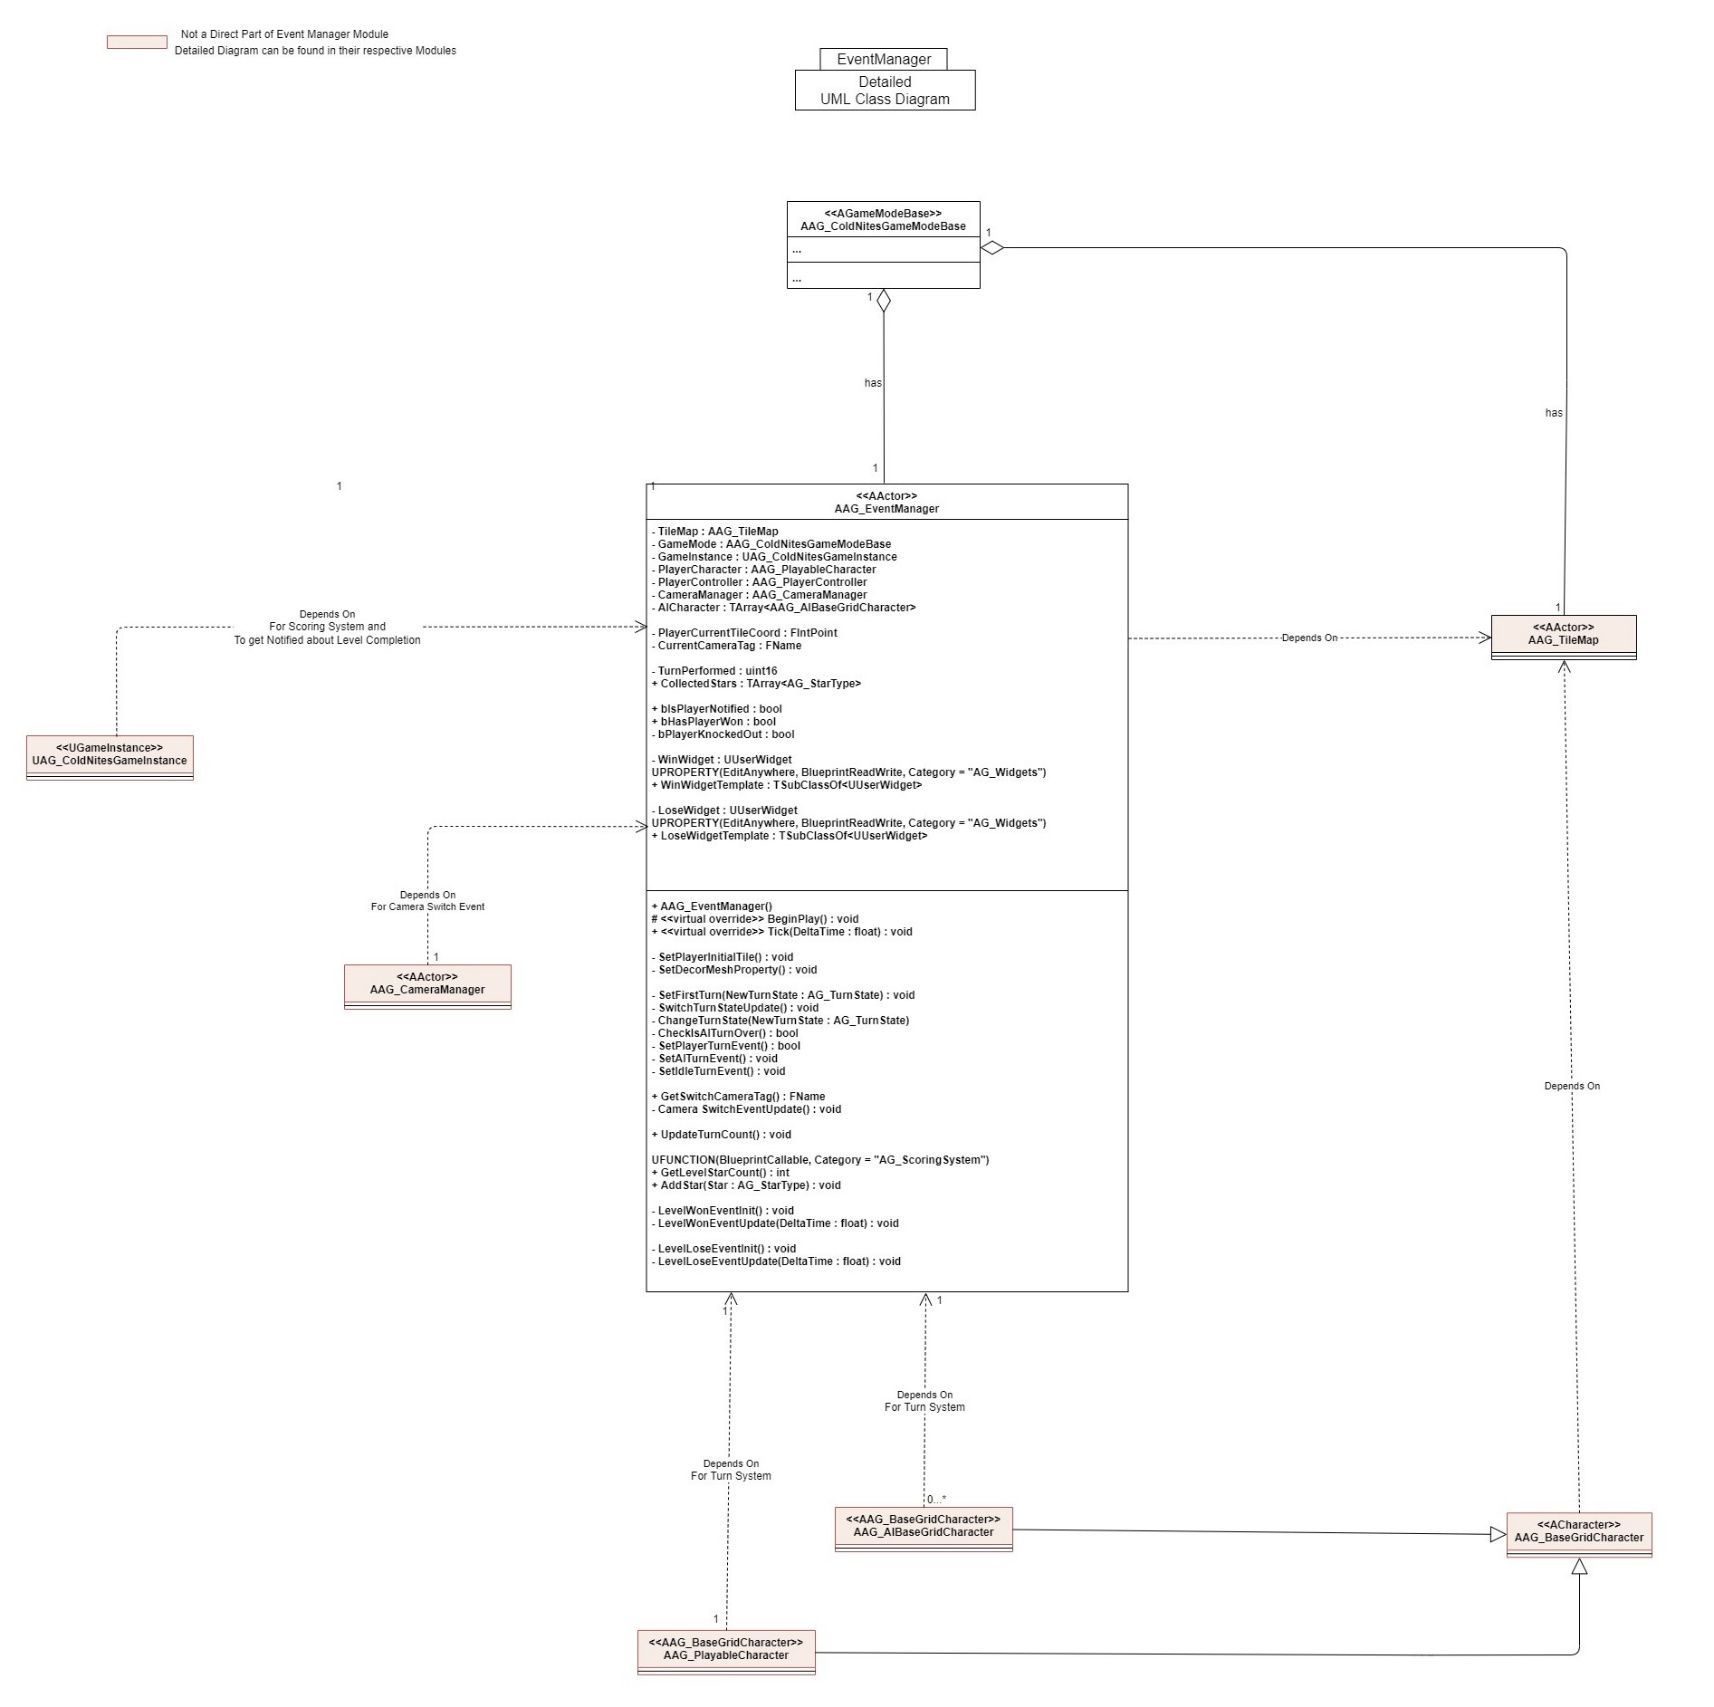 Not a Direct Part of Event Manager Module
Detailed Diagram can be found in their respective Modules
EventManager
Detailed
UML Class Diagram
<<AGameModeBase>>
AAG_ColdNitesGameModeBase
...
...
1
1
has
has
1
1
1
1
<<AActor>>
AAG_EventManager
- TileMap : AAG_TileMap
- GameMode : AAG_ColdNitesGameModeBase
- GameInstance : UAG_ColdNitesGameInstance
- PlayerCharacter : AAG_PlayableCharacter
- PlayerController : AAG_PlayerController
- CameraManager : AAG_CameraManager
- AICharacter : TArray<AAG_AIBaseGridCharacter>
- PlayerCurrentTileCoord : FIntPoint
- CurrentCameraTag : FName
- TurnPerformed : uint16
+ CollectedStars : TArray<AG_StarType>
+ bIsPlayerNotified : bool
+ bHasPlayerWon : bool
- bPlayerKnockedOut : bool
- WinWidget : UUserWidget
UPROPERTY(EditAnywhere, BlueprintReadWrite, Category = "AG_Widgets")
+ WinWidgetTemplate : TSubClassOf<UUserWidget>
- LoseWidget : UUserWidget
UPROPERTY(EditAnywhere, BlueprintReadWrite, Category = "AG_Widgets")
+ LoseWidgetTemplate : TSubClassOf<UUserWidget>
+ AAG_EventManager()
# <<virtual override>> BeginPlay() : void
+ <<virtual override>> Tick(DeltaTime : float) : void
- SetPlayerInitialTile() : void
- SetDecorMeshProperty() : void
- SetFirstTurn(NewTurnState : AG_TurnState) : void
- SwitchTurnStateUpdate() : void
- ChangeTurnState(NewTurnState : AG_TurnState)
- CheckIsAITurnOver() : bool
- SetPlayerTurnEvent() : bool
- SetAITurnEvent() : void
- SetIdleTurnEvent() : void
+ GetSwitchCameraTag() : FName
- Camera SwitchEventUpdate() : void
+ UpdateTurnCount() : void
UFUNCTION(BlueprintCallable, Category = "AG_ScoringSystem")
+ GetLevelStarCount() : int
+ AddStar(Star : AG_StarType) : void
- LevelWonEventInit() : void
- LevelWonEventUpdate(DeltaTime : float) : void
- LevelLoseEventInit() : void
- LevelLoseEventUpdate(DeltaTime : float) : void
Depends On
For Scoring System and
To get Notified about Level Completion
<<UGameInstance>>
UAG_ColdNitesGameInstance
Depends On
For Camera Switch Event
1
<<AActor>>
AAG_CameraManager
Depends On
<<AActor>>
AAG_TileMap
Depends On
1
1
Depends On
For Turn System
Depends On
For Turn System
0...*
<<AAG_BaseGridCharacter>>
AAG_AIBaseGridCharacter
<<ACharacter>>
AAG_BaseGridCharacter
1
<<AAG_BaseGridCharacter>>
AAG_PlayableCharacter